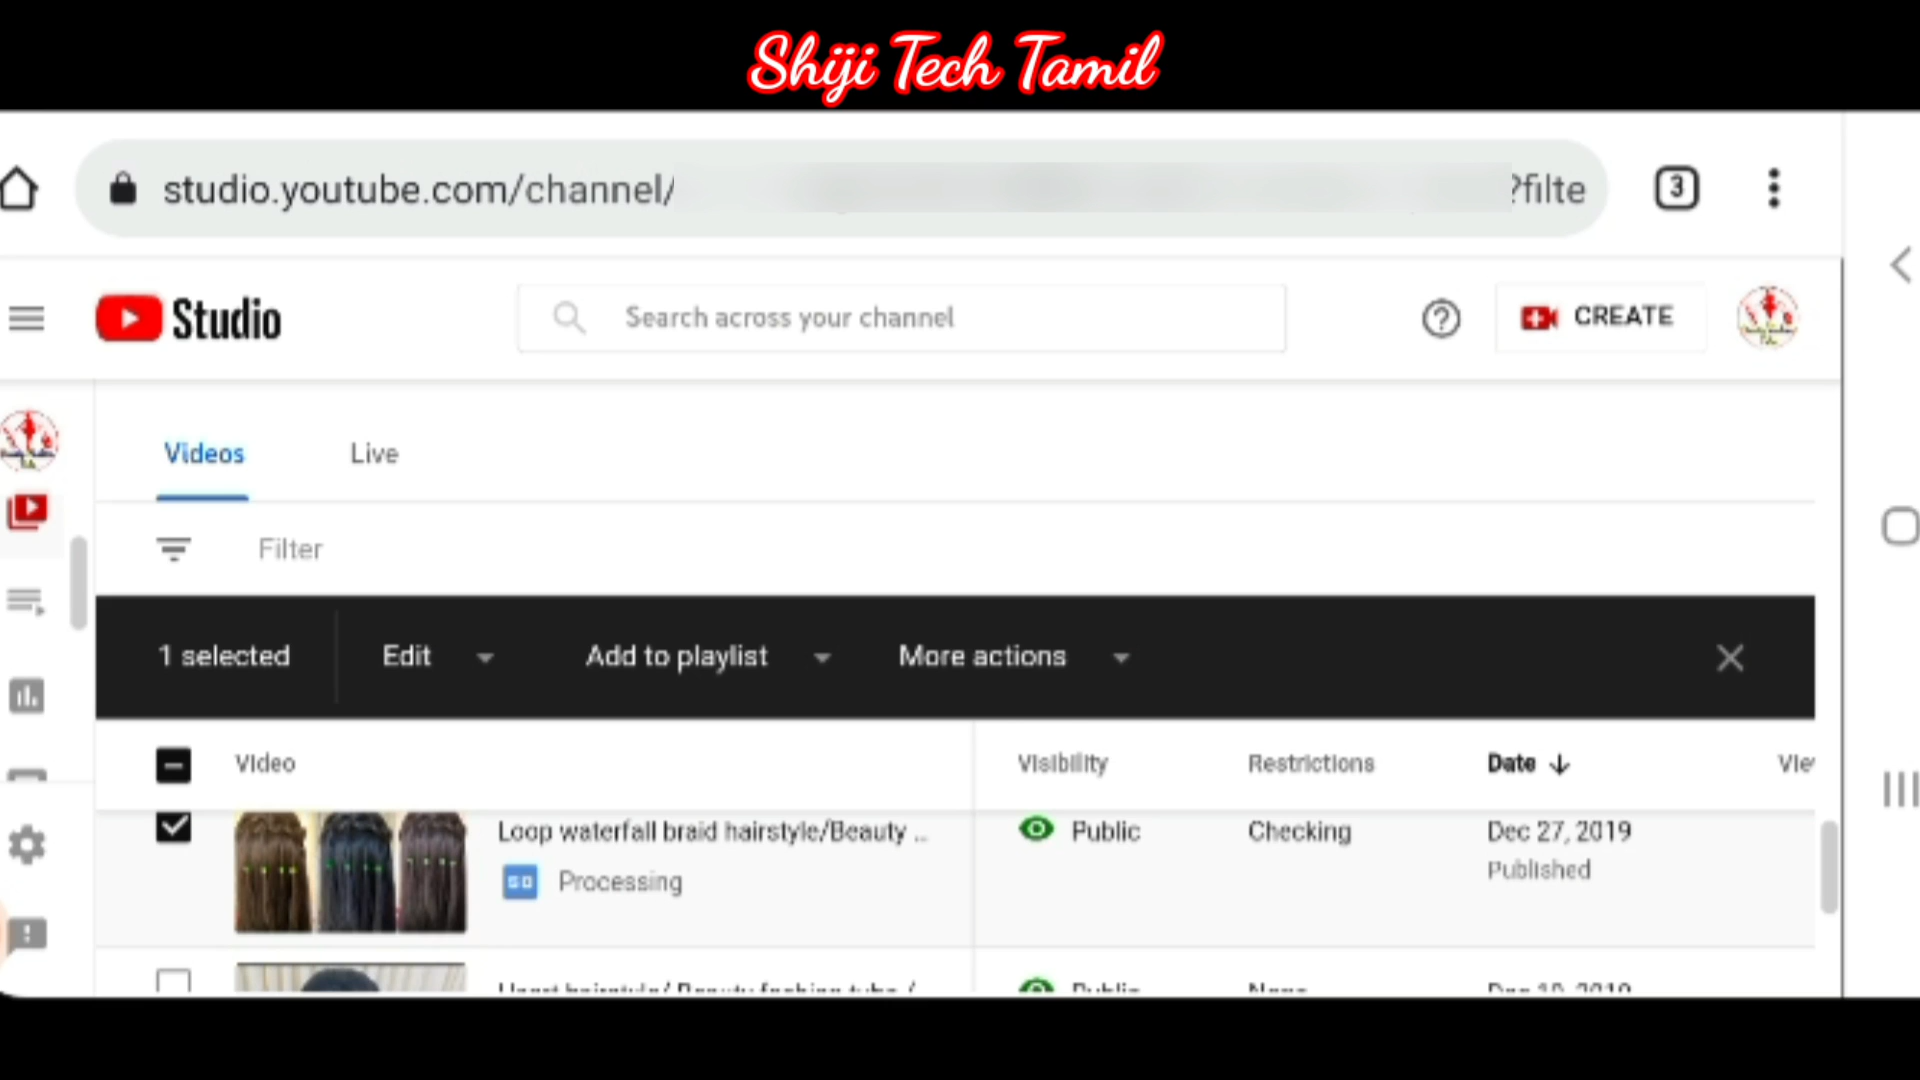 Shiji Tech Tamil
studio.youtube.com/channel/ ?filte
3
Studio
Search across your channel
CREATE
Videos
Live
Filter
1 selected
Edit
Add to playlist
More actions
Video
Visibility
Restrictions
Date
Loop waterfall braid hairstyle/Beauty ...
Public
Checking
Dec 27, 2019
SD Processing
Published